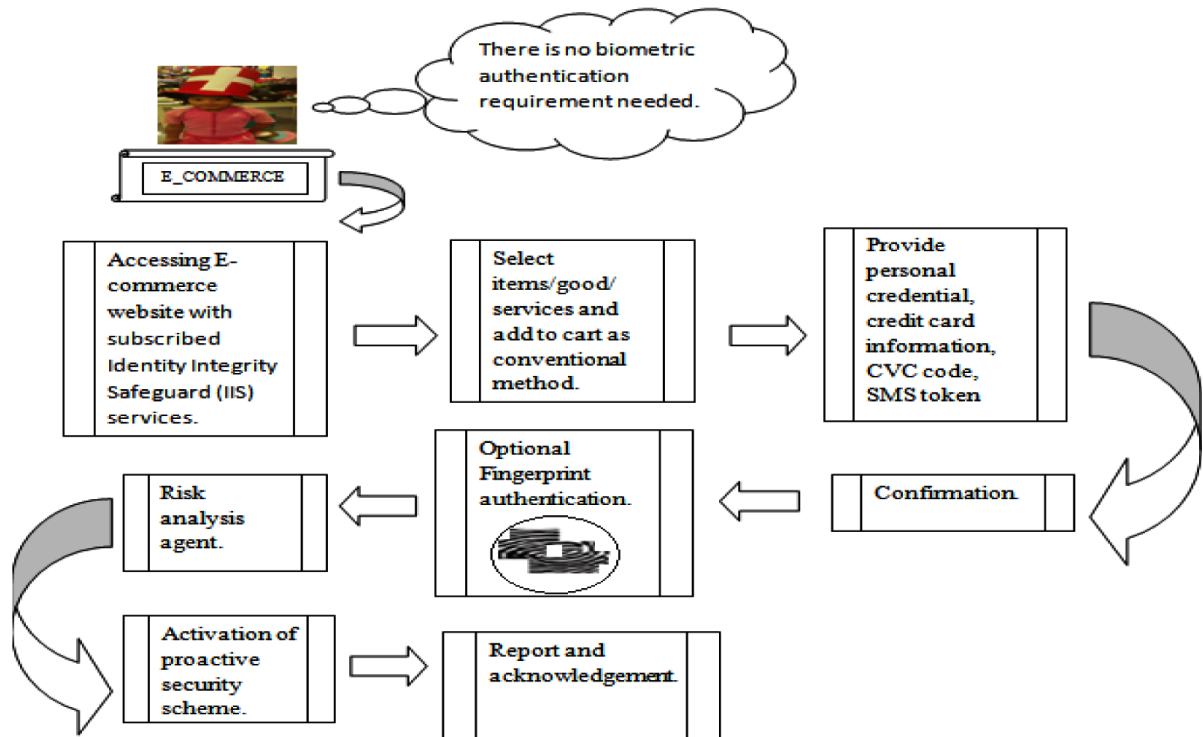 There is no biometric
authentication
requirement needed.
E_COMMERCE
Accessing E-
commerce
website with
subscribed
Identity Integrity
Safeguard (IIS)
services.
Select
items/good/
services and
add to cart as
conventional
method.
Provide
personal
credential,
credit card
information,
CVC code,
SMS token
Confirmation.
Optional
Fingerprint
authentication.
Risk
analysis
agent.
Activation of
proactive
security
scheme.
Report and
acknowledgement.